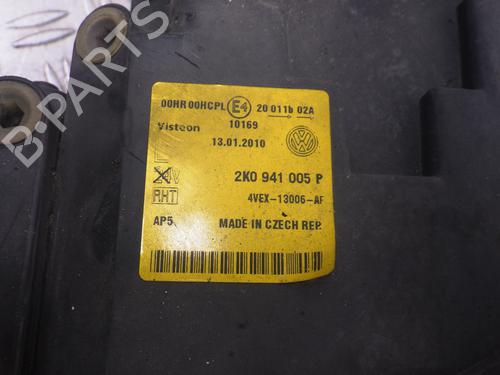 00HR 00HCPL E4 20 011b 02A
10169
Visteon
13.01.2010
24V
2K0 941 005 P
RHT
4VEX-13006-AF
AP5
MADE IN CZECH REP.